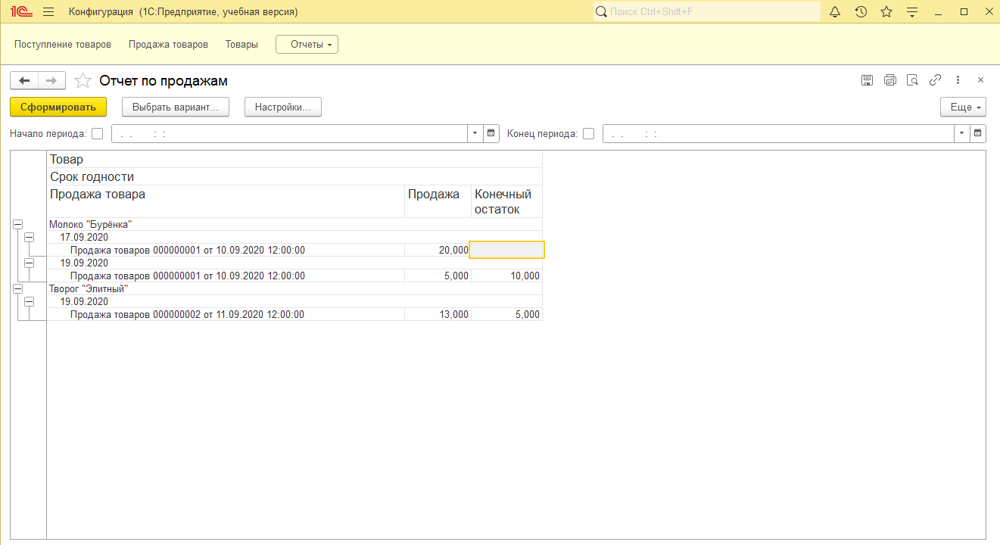 1С Конфигурация (1С:Предприятие, учебная версия) Поиск Ctrl+Shift+F
Поступление товаров Продажа товаров Товары Отчеты
Отчет по продажам
Сформировать Выбрать вариант... Настройки... Еще
Начало периода: . . : : Конец периода: . . : :
Товар
Срок годности
Продажа товара Продажа Конечный
остаток
Молоко "Бурёнка"
17.09.2020
Продажа товаров 000000001 от 10.09.2020 12:00:00 20,000
19.09.2020
Продажа товаров 000000001 от 10.09.2020 12:00:00 5,000 10,000
Творог "Элитный"
19.09.2020
Продажа товаров 000000002 от 11.09.2020 12:00:00 13,000 5,000